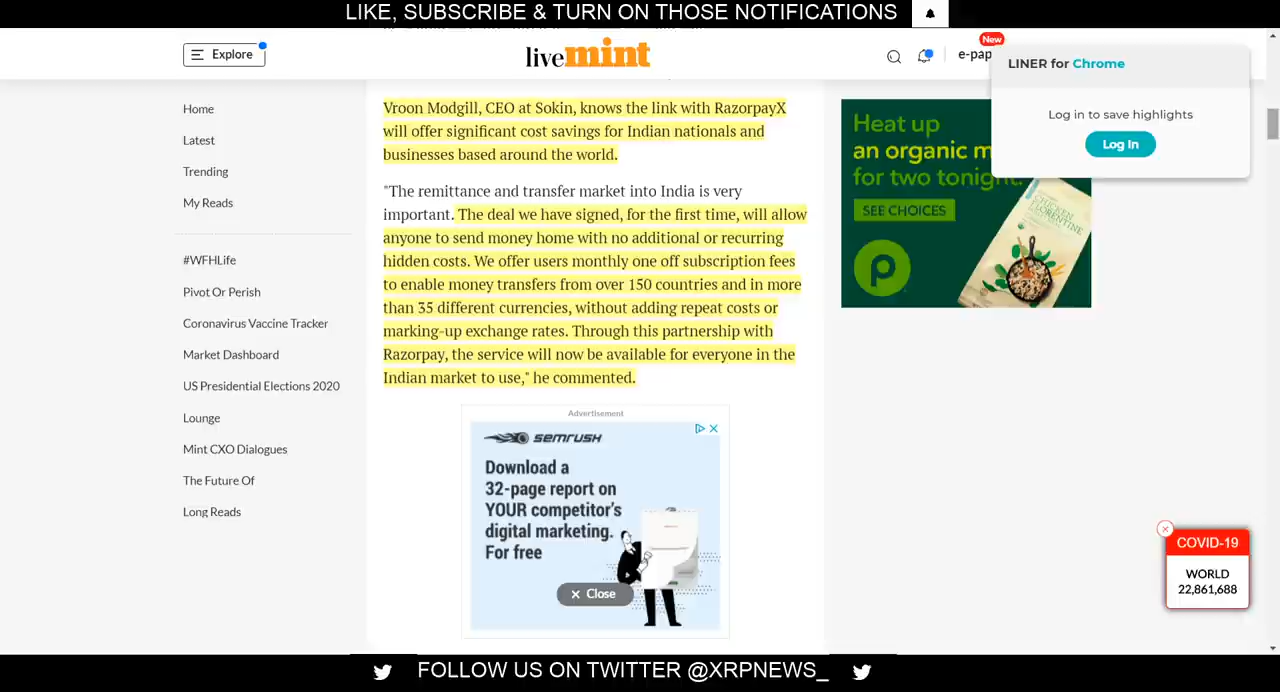 LIKE, SUBSCRIBE & TURN ON THOSE NOTIFICATIONS
Explore
livemint
e-pap
New
LINER for Chrome
Log in to save highlights
Log In
Home
Latest
Trending
My Reads
#WFHLife
Pivot Or Perish
Coronavirus Vaccine Tracker
Market Dashboard
US Presidential Elections 2020
Lounge
Mint CXO Dialogues
The Future Of
Long Reads
Vroon Modgill, CEO at Sokin, knows the link with RazorpayX
will offer significant cost savings for Indian nationals and
businesses based around the world.
"The remittance and transfer market into India is very
important. The deal we have signed, for the first time, will allow
anyone to send money home with no additional or recurring
hidden costs. We offer users monthly one off subscription fees
to enable money transfers from over 150 countries and in more
than 35 different currencies, without adding repeat costs or
marking-up exchange rates. Through this partnership with
Razorpay, the service will now be available for everyone in the
Indian market to use," he commented.
Advertisement
semrush
Download a
32-page report on
YOUR competitor's
digital marketing.
For free
Close
Heat up
an organic m
for two tonight.
SEE CHOICES
p
CHICKEN
FLORENTINE
COVID-19
WORLD
22,861,688
FOLLOW US ON TWITTER @XRPNEWS_